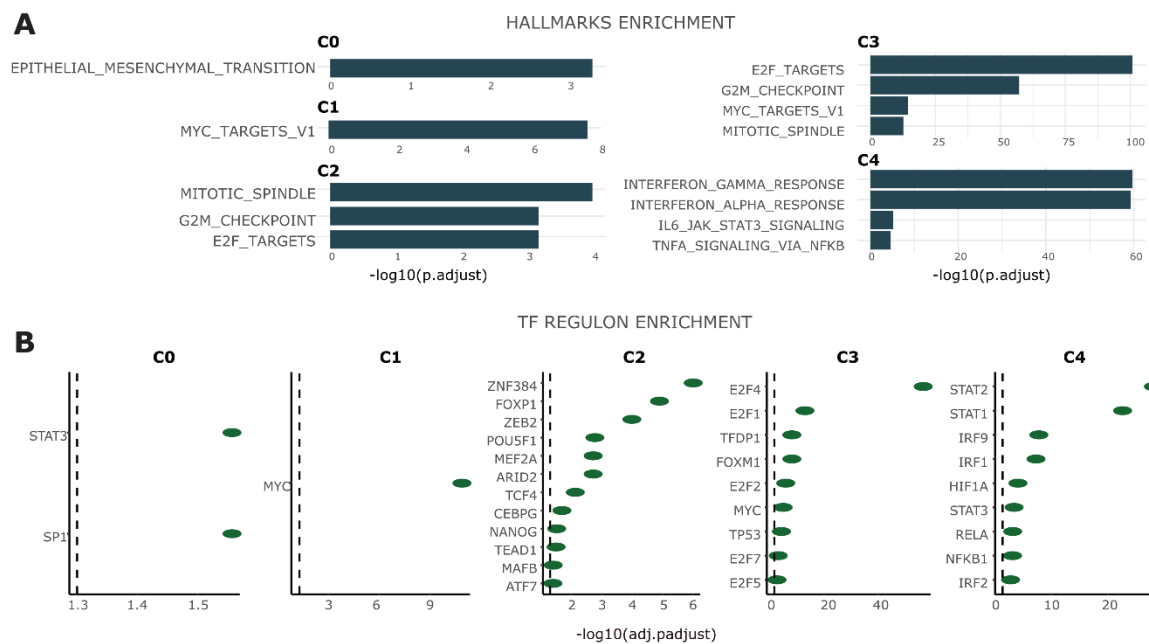 A
HALLMARKS ENRICHMENT
C0
EPITHELIAL_MESENCHYMAL_TRANSITION
0 1 2 3
C1
MYC_TARGETS_V1
0 2 4 6 8
C2
MITOTIC_SPINDLE
G2M_CHECKPOINT
E2F_TARGETS
0 1 2 3 4
-log10(p.adjust)
C3
E2F_TARGETS
G2M_CHECKPOINT
MYC_TARGETS_V1
MITOTIC_SPINDLE
0 25 50 75 100
C4
INTERFERON_GAMMA_RESPONSE
INTERFERON_ALPHA_RESPONSE
IL6_JAK_STAT3_SIGNALING
TNFA_SIGNALING_VIA_NFKB
0 20 40 60
-log10(p.adjust)
TF REGULON ENRICHMENT
B
C0
STAT3
SP1
1.3 1.4 1.5
C1
MYC
3 6 9
C2
ZNF384
FOXP1
ZEB2
POU5F1
MEF2A
ARID2
TCF4
CEBPG
NANOG
TEAD1
MAFB
ATF7
2 3 4 5 6
C3
E2F4
E2F1
TFDP1
FOXM1
E2F2
MYC
TP53
E2F7
E2F5
0 20 40
C4
STAT2
STAT1
IRF9
IRF1
HIF1A
STAT3
RELA
NFKB1
IRF2
0 10 20
-log10(adj.padjust)